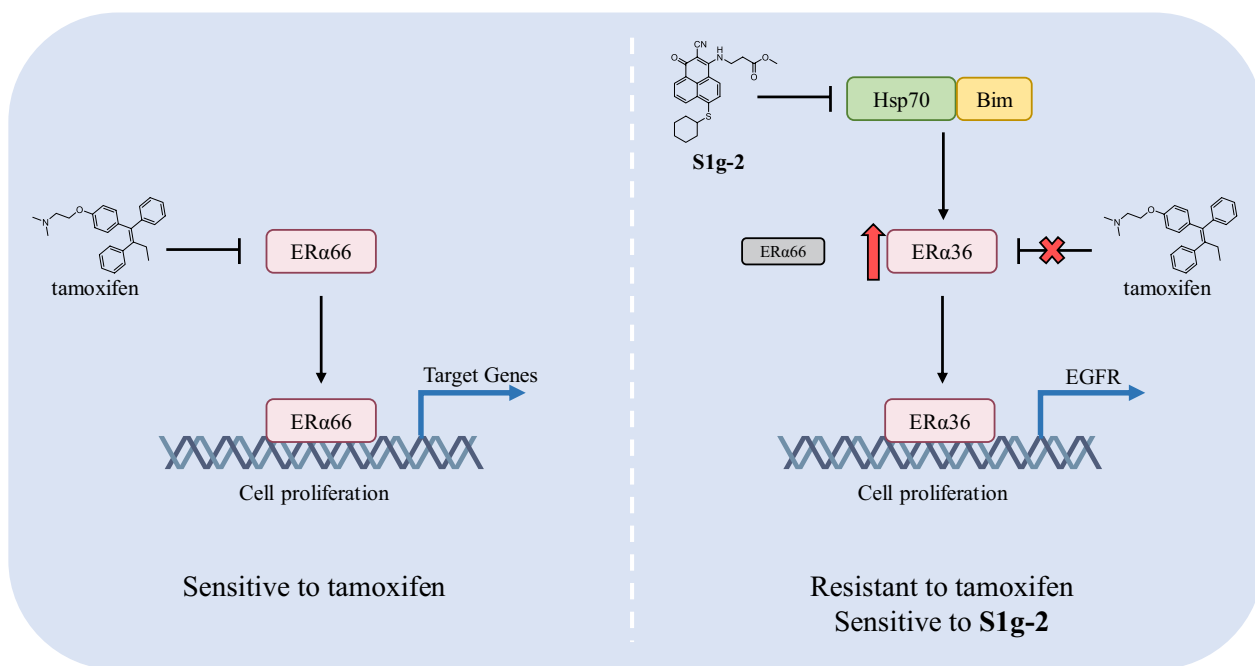 tamoxifen
ERα66
Target Genes
ERα66
Cell proliferation
Sensitive to tamoxifen
CN
O
H
N
O
O
S
S1g-2
Hsp70
Bim
ERα66
ERα36
N
O
tamoxifen
EGFR
ERα36
Cell proliferation
Resistant to tamoxifen
Sensitive to S1g-2
N
O